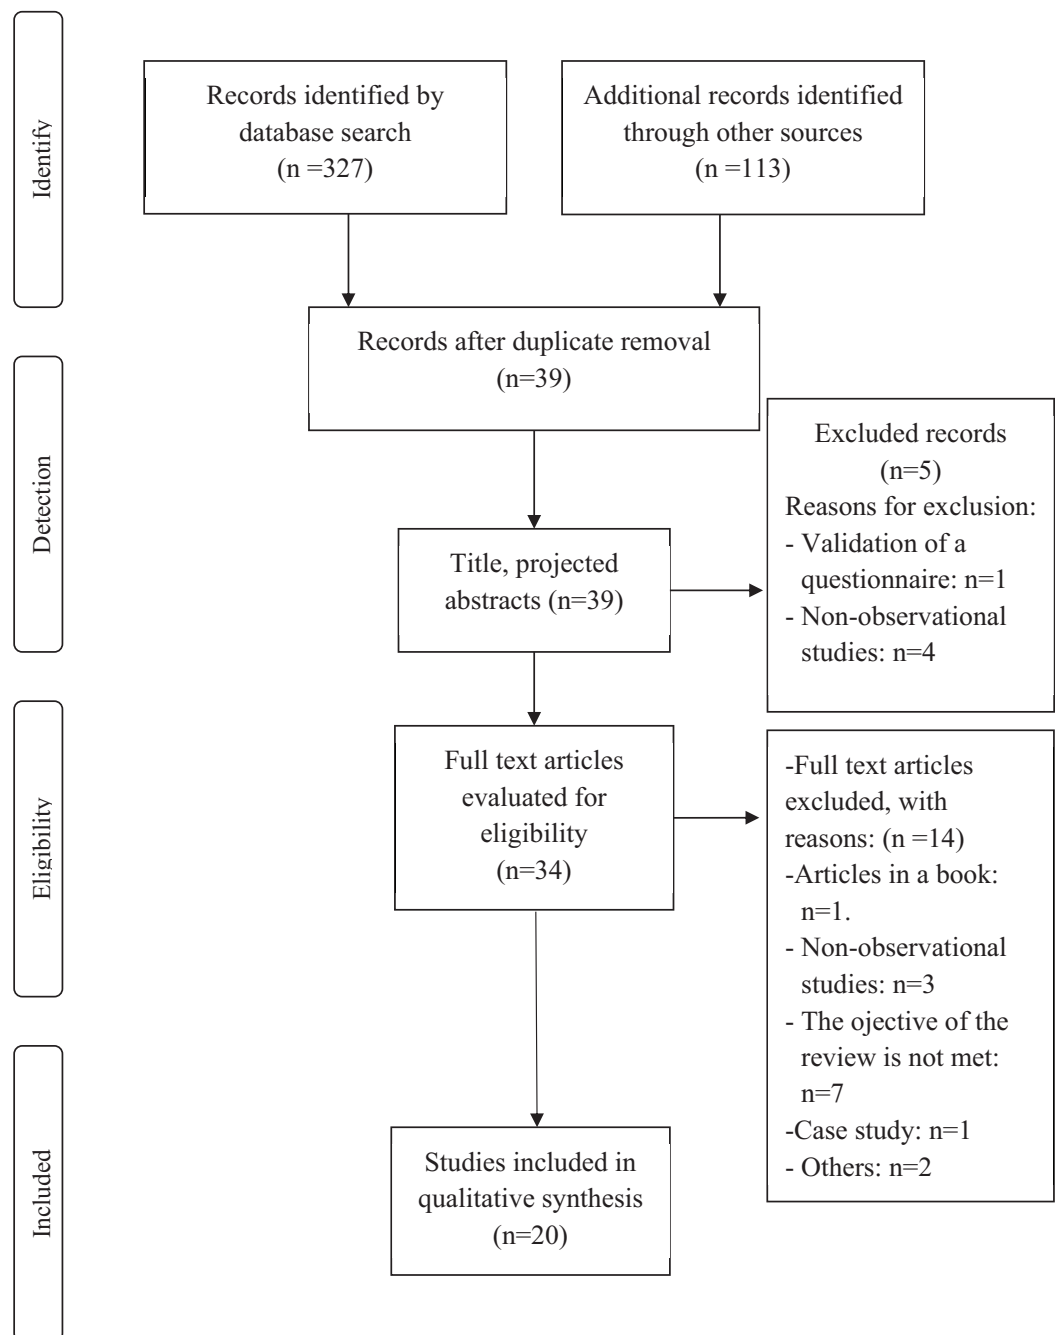 Identify
Records identified by
database search
(n =327)
Additional records identified
through other sources
(n =113)
Records after duplicate removal
(n=39)
Detection
Title, projected
abstracts (n=39)
Excluded records
(n=5)
Reasons for exclusion:
- Validation of a
questionnaire: n=1
- Non-observational
studies: n=4
Eligibility
Full text articles
evaluated for
eligibility
(n=34)
-Full text articles
excluded, with
reasons: (n =14)
-Articles in a book:
n=1.
- Non-observational
studies: n=3
- The ojective of the
review is not met:
n=7
-Case study: n=1
- Others: n=2
Included
Studies included in
qualitative synthesis
(n=20)